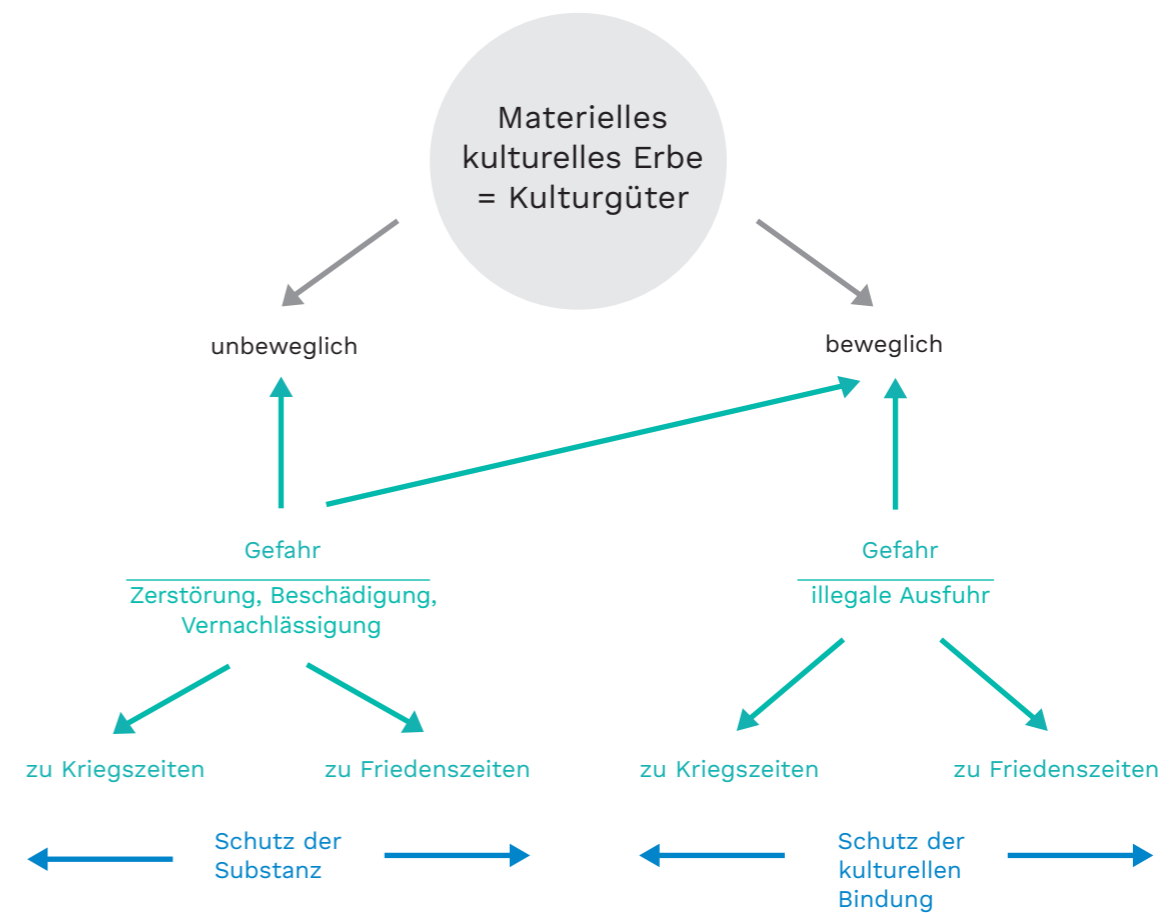 Materielles
kulturelles Erbe
= Kulturgüter
unbeweglich
beweglich
Gefahr
Zerstörung, Beschädigung,
Vernachlässigung
Gefahr
illegale Ausfuhr
zu Kriegszeiten
zu Friedenszeiten
zu Kriegszeiten
zu Friedenszeiten
Schutz der
Substanz
Schutz der
kulturellen
Bindung